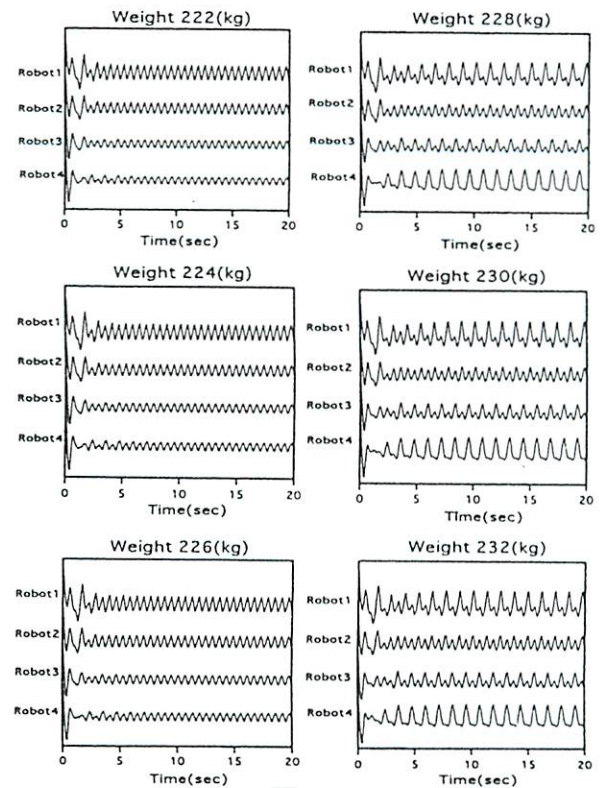 Weight 222(kg)
Robot1
Robot2
Robot3
Robot4
0 5 10 15 20
Time(sec)
Weight 228(kg)
Robot1
Robot2
Robot3
Robot4
0 5 10 15 20
Time(sec)
Weight 224(kg)
Robot1
Robot2
Robot3
Robot4
0 5 10 15 20
Time(sec)
Weight 230(kg)
Robot1
Robot2
Robot3
Robot4
0 5 10 15 20
Time(sec)
Weight 226(kg)
Robot1
Robot2
Robot3
Robot4
0 5 10 15 20
Time(sec)
Weight 232(kg)
Robot1
Robot2
Robot3
Robot4
0 5 10 15 20
Time(sec)